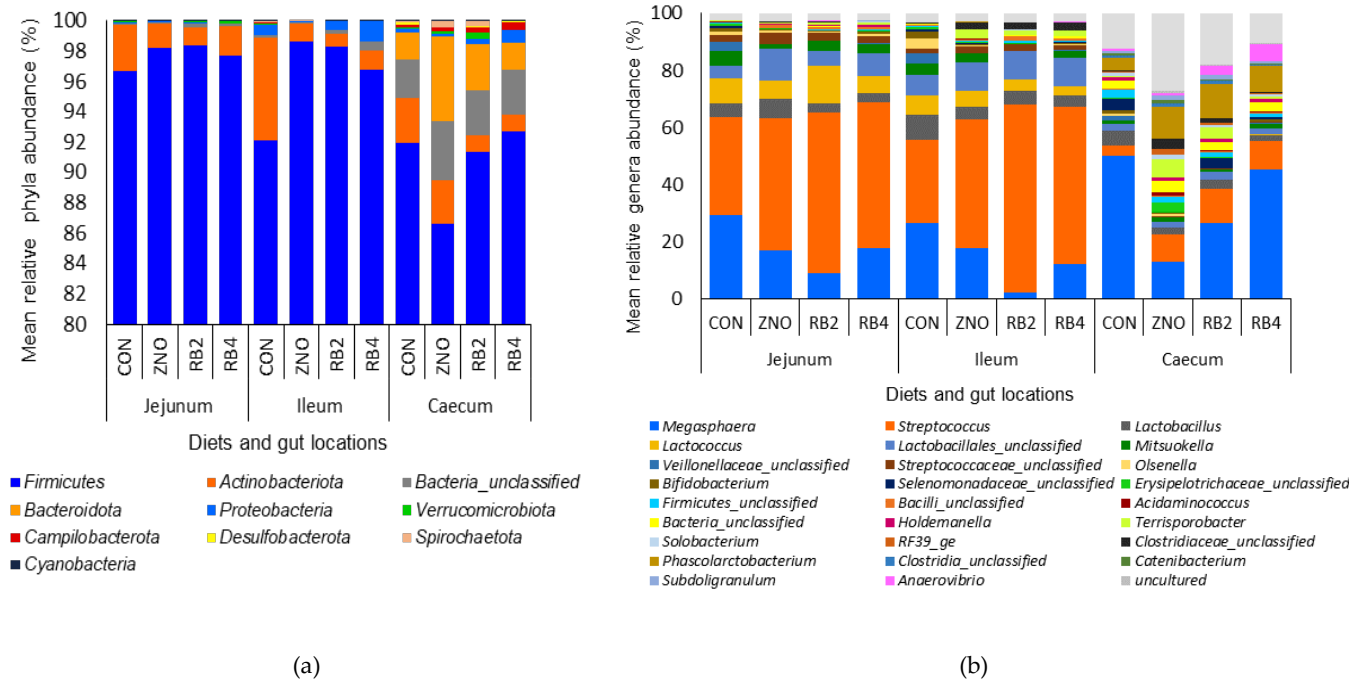 Mean relative phyla abundance (%)
100
98
96
94
92
90
88
86
84
82
80
CON ZNO RB2 RB4 CON ZNO RB2 RB4 CON ZNO RB2 RB4
Jejunum Ileum Caecum
Diets and gut locations
Firmicutes Actinobacteriota Bacteria_unclassified
Bacteroidota Proteobacteria Verrucomicrobiota
Campilobacterota Desulfobacterota Spirochaetota
Cyanobacteria
(a)
Mean relative genera abundance (%)
100
80
60
40
20
0
CON ZNO RB2 RB4 CON ZNO RB2 RB4 CON ZNO RB2 RB4
Jejunum Ileum Caecum
Diets and gut locations
Megasphaera Streptococcus Lactobacillus
Lactococcus Lactobacillales_unclassified Mitsuokella
Veillonellaceae_unclassified Streptococcaceae_unclassified Olsenella
Bifidobacterium Selenomonadaceae_unclassified Erysipelotrichaceae_unclassified
Firmicutes_unclassified Bacilli_unclassified Acidaminococcus
Bacteria_unclassified Holdemanella Terrisporobacter
Solobacterium RF39_ge Clostridiaceae_unclassified
Phascolarctobacterium Clostridia_unclassified Catenibacterium
Subdoligranulum Anaerovibrio uncultured
(b)